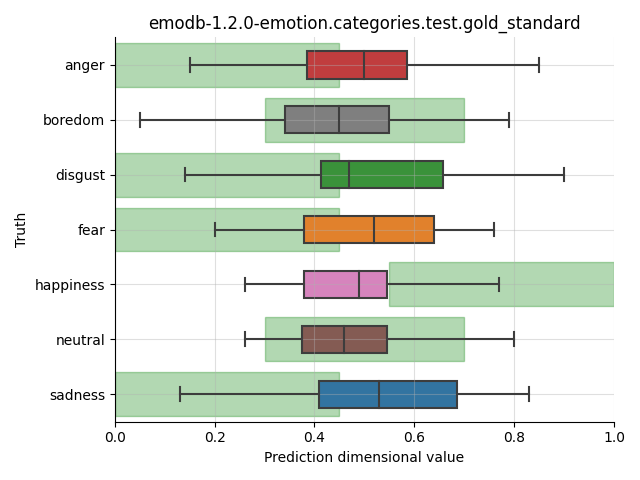 emodb-1.2.0-emotion.categories.test.gold_standard
Truth
anger
boredom
disgust
fear
happiness
neutral
sadness
0.0 0.2 0.4 0.6 0.8 1.0
Prediction dimensional value